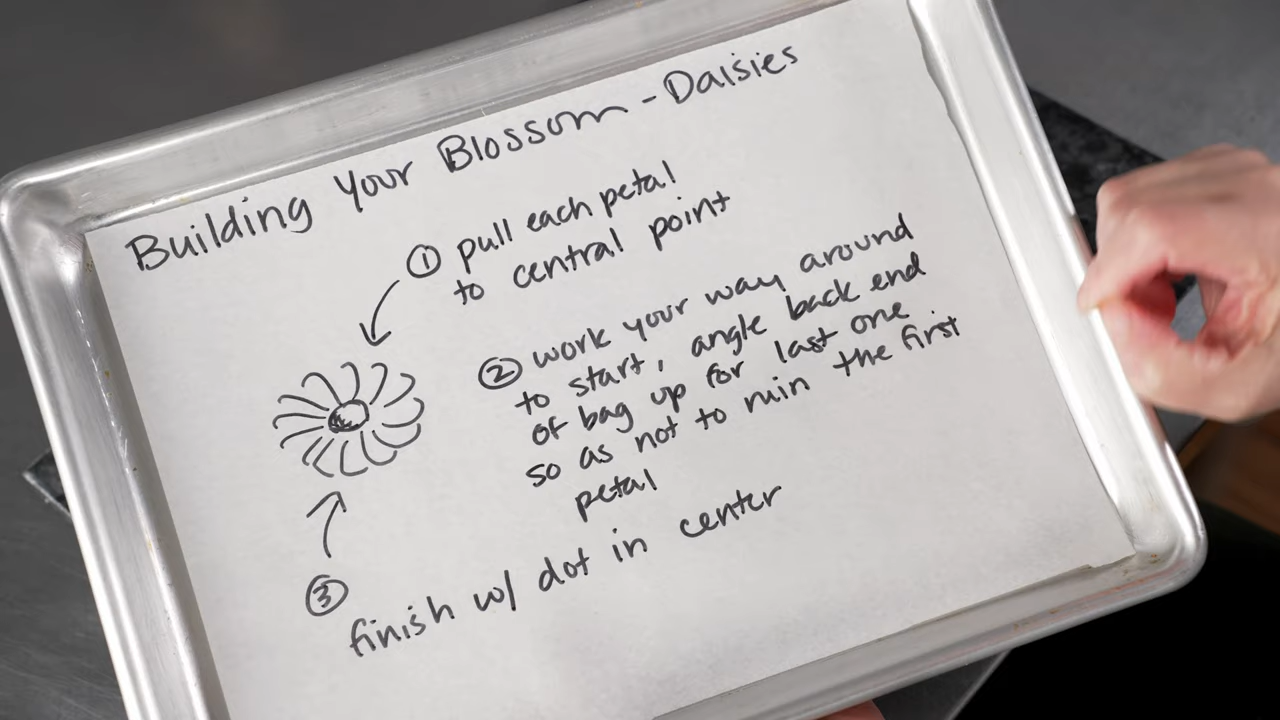 Building Your Blossom - Daisies
① pull each petal
to central point
② work your way around
to start, angle back end
of bag up for last one
so as not to ruin the first
petal
③
finish w/ dot in center